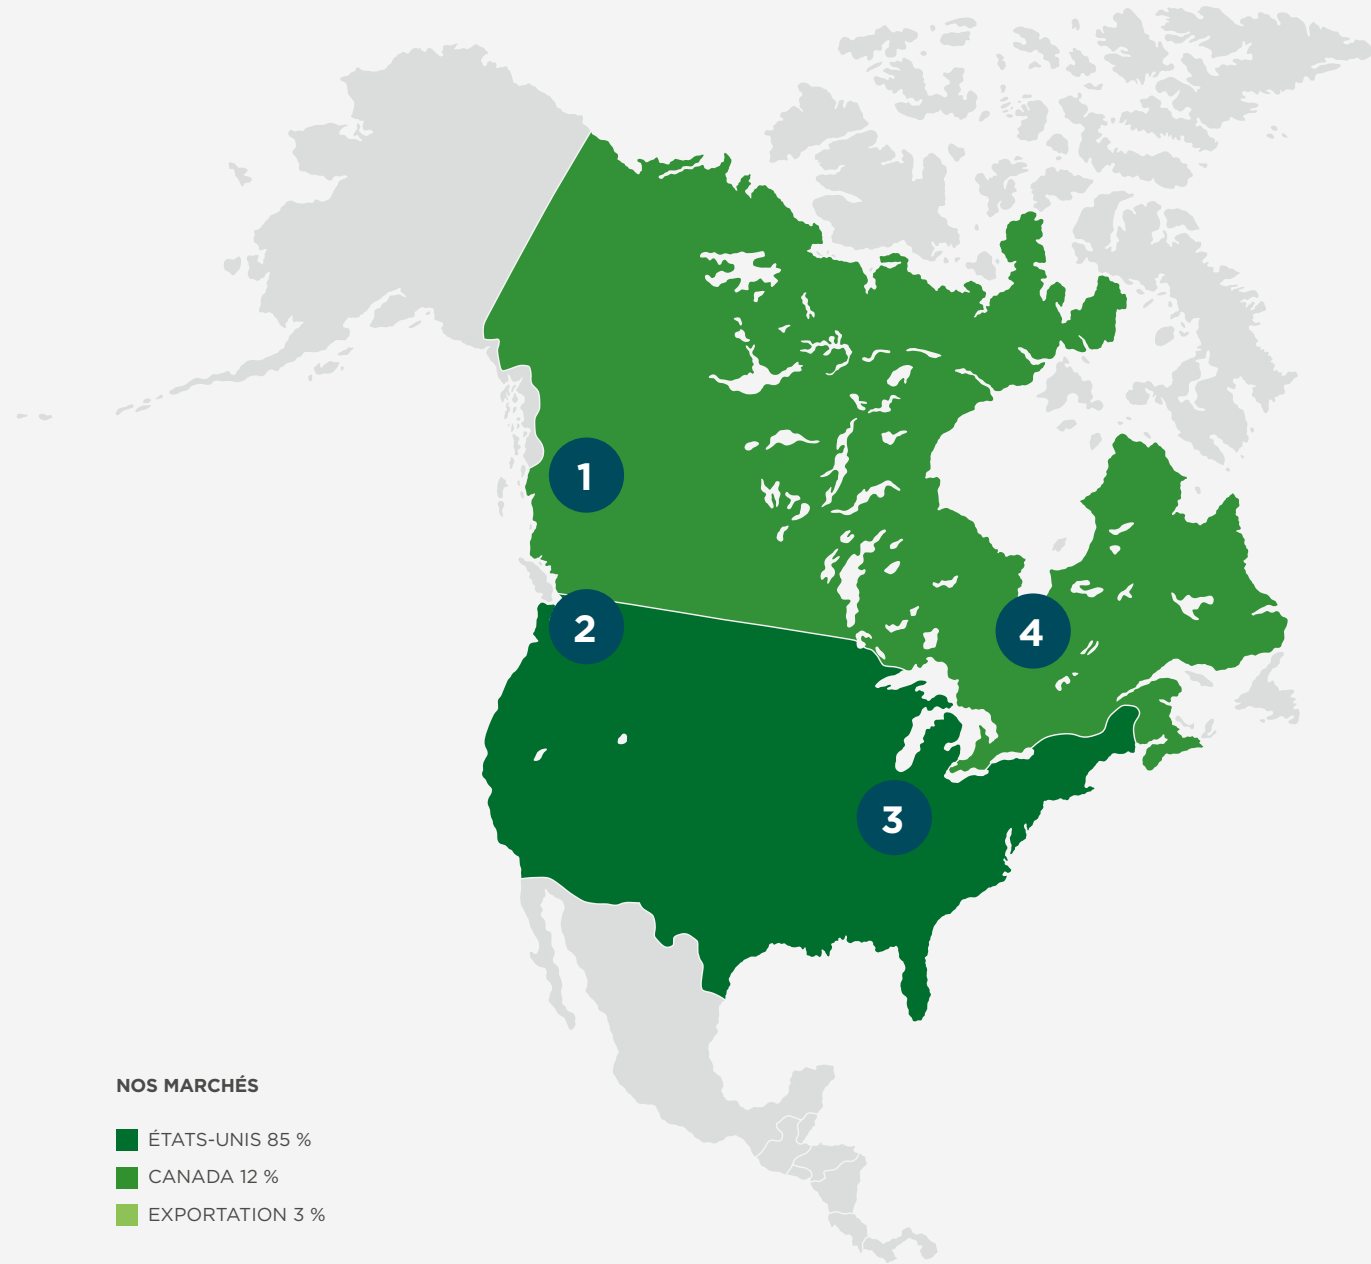 1
2
4
3
NOS MARCHÉS
ÉTATS-UNIS 85 %
CANADA 12 %
EXPORTATION 3 %